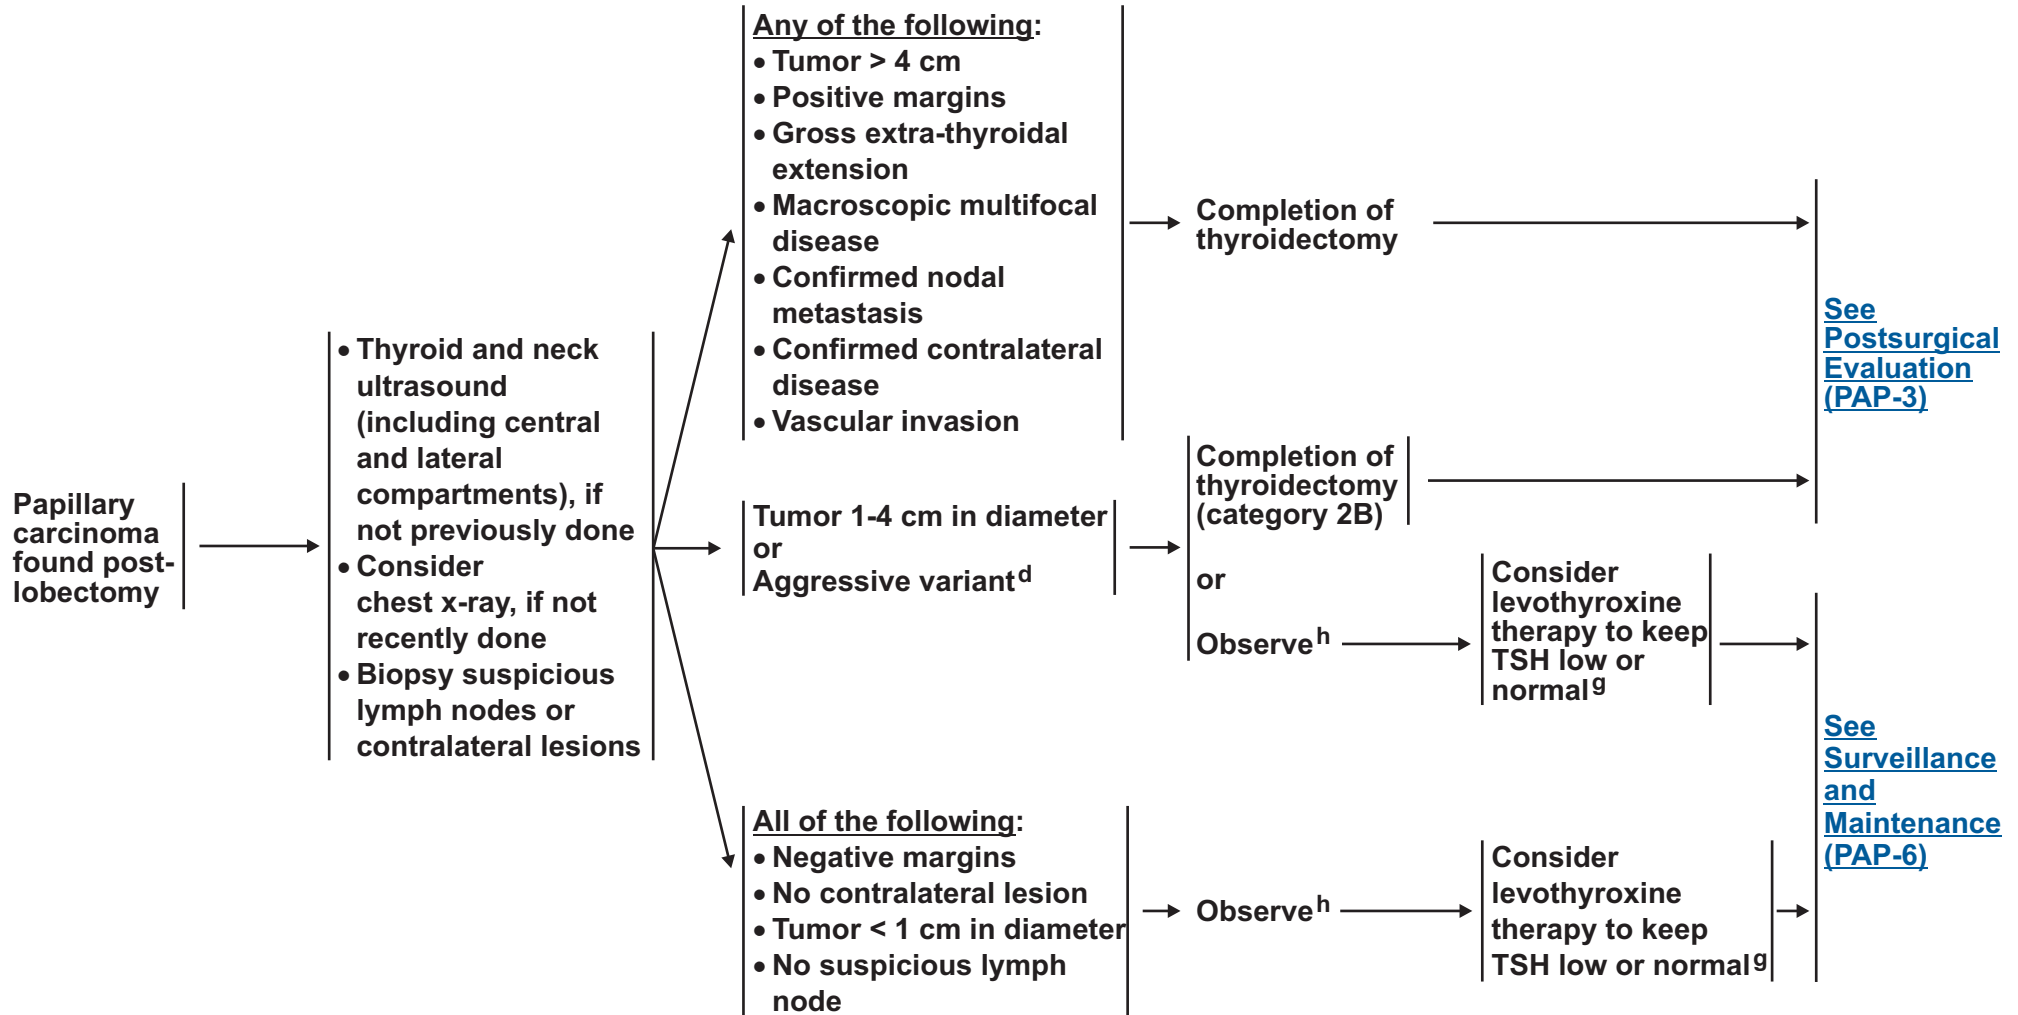 Papillary
carcinoma
found post-
lobectomy
• Thyroid and neck
ultrasound
(including central
and lateral
compartments), if
not previously done
• Consider
chest x-ray, if not
recently done
• Biopsy suspicious
lymph nodes or
contralateral lesions
Any of the following:
• Tumor > 4 cm
• Positive margins
• Gross extra-thyroidal
extension
• Macroscopic multifocal
disease
• Confirmed nodal
metastasis
• Confirmed contralateral
disease
• Vascular invasion
Completion of
thyroidectomy
Tumor 1-4 cm in diameter
or
Aggressive variant d
Completion of
thyroidectomy
(category 2B)
or
Observe h
Consider
levothyroxine
therapy to keep
TSH low or
normal g
All of the following:
• Negative margins
• No contralateral lesion
• Tumor < 1 cm in diameter
• No suspicious lymph
node
Observe h
Consider
levothyroxine
therapy to keep
TSH low or normal g
See
Postsurgical
Evaluation
(PAP-3)
See
Surveillance
and
Maintenance
(PAP-6)